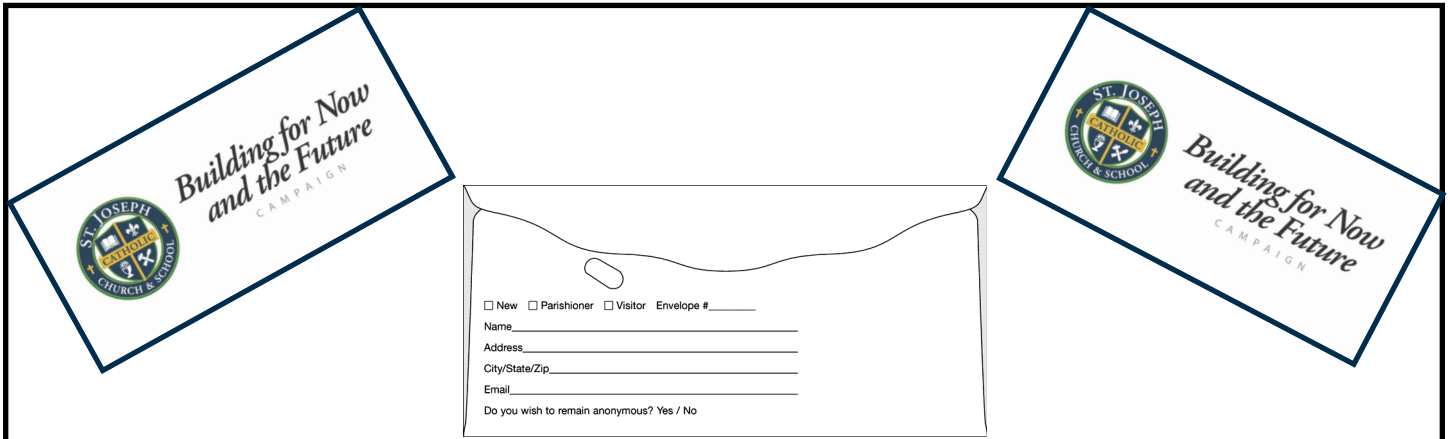 Building for Now
and the Future
CAMPAIGN
ST. JOSEPH
CATHOLIC
CHURCH & SCHOOL
ST. JOSEPH
CATHOLIC
CHURCH & SCHOOL
Building for Now
and the Future
CAMPAIGN
☐ New ☐ Parishioner ☐ Visitor Envelope #________
Name
Address
City/State/Zip
Email
Do you wish to remain anonymous? Yes / No